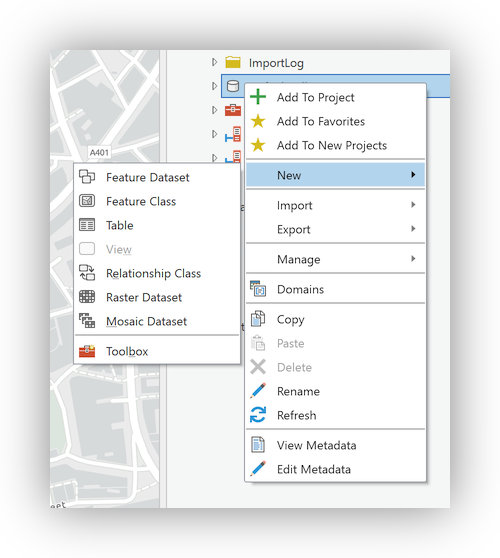 ImportLog
Add To Project
Add To Favorites
Add To New Projects
New
Import
Export
Manage
Domains
Copy
Paste
Delete
Rename
Refresh
View Metadata
Edit Metadata
A401
Feature Dataset
Feature Class
Table
View
Relationship Class
Raster Dataset
Mosaic Dataset
Toolbox
eet